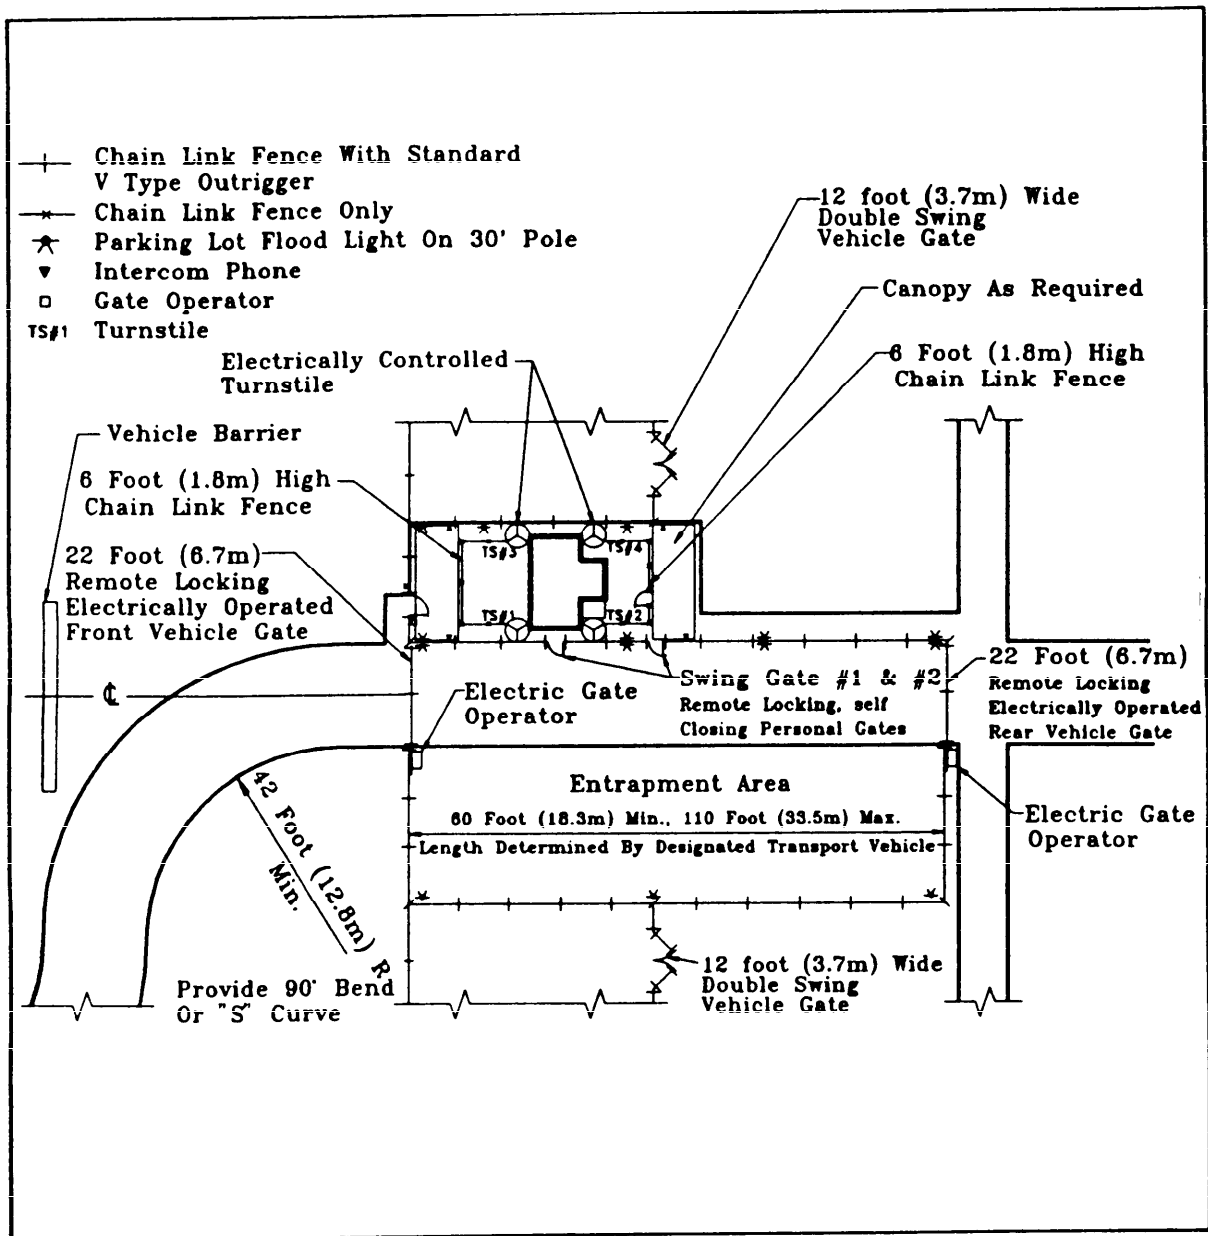 Chain Link Fence With Standard
V Type Outrigger
Chain Link Fence Only
Parking Lot Flood Light On 30' Pole
Intercom Phone
Gate Operator
TS#1 Turnstile
12 foot (3.7m) Wide
Double Swing
Vehicle Gate
Canopy As Required
6 Foot (1.8m) High
Chain Link Fence
Electrically Controlled
Turnstile
Vehicle Barrier
6 Foot (1.8m) High
Chain Link Fence
22 Foot (6.7m)
Remote Locking
Electrically Operated
Front Vehicle Gate
TS#3
TS#4
TS#1
TS#2
℄
Electric Gate
Operator
Swing Gate #1 & #2
Remote Locking, self
Closing Personal Gates
22 Foot (6.7m)
Remote Locking
Electrically Operated
Rear Vehicle Gate
Entrapment Area
60 Foot (18.3m) Min., 110 Foot (33.5m) Max.
Length Determined By Designated Transport Vehicle
Electric Gate
Operator
42 Foot (12.8m) R
Min.
Provide 90° Bend
Or "S" Curve
12 foot (3.7m) Wide
Double Swing
Vehicle Gate